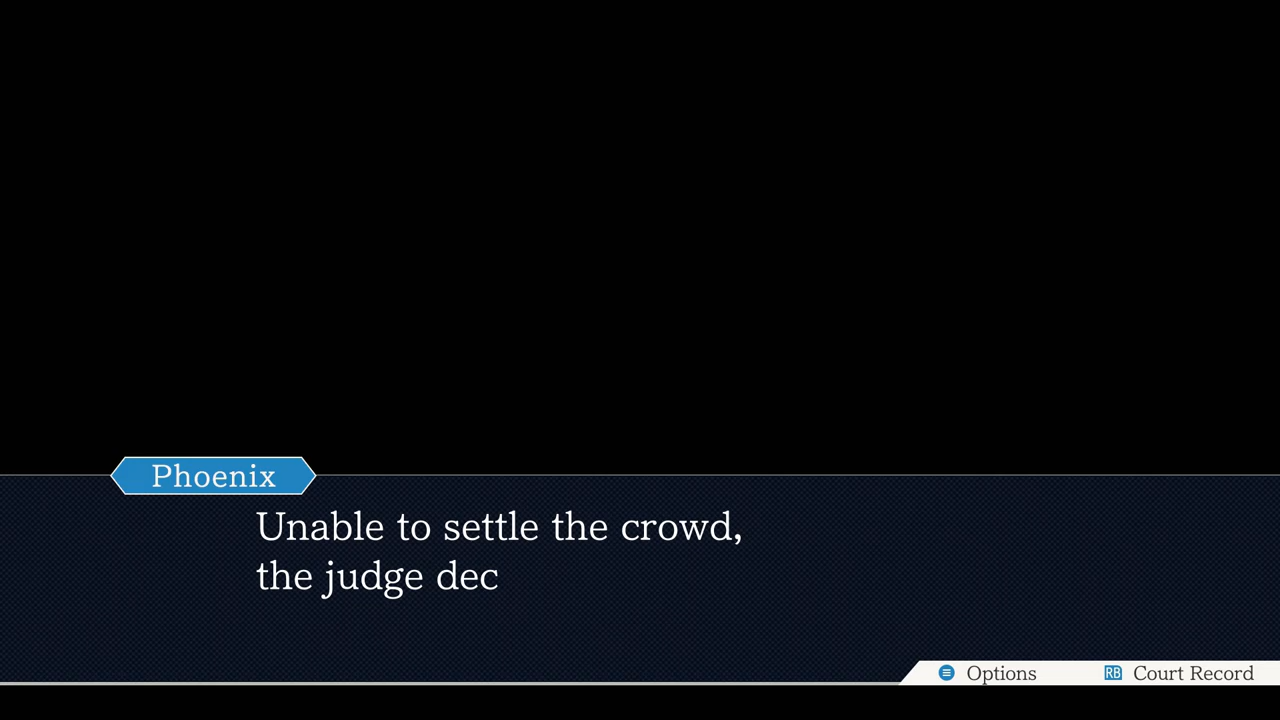 Phoenix
Unable to settle the crowd,
the judge dec
Options
RB Court Record